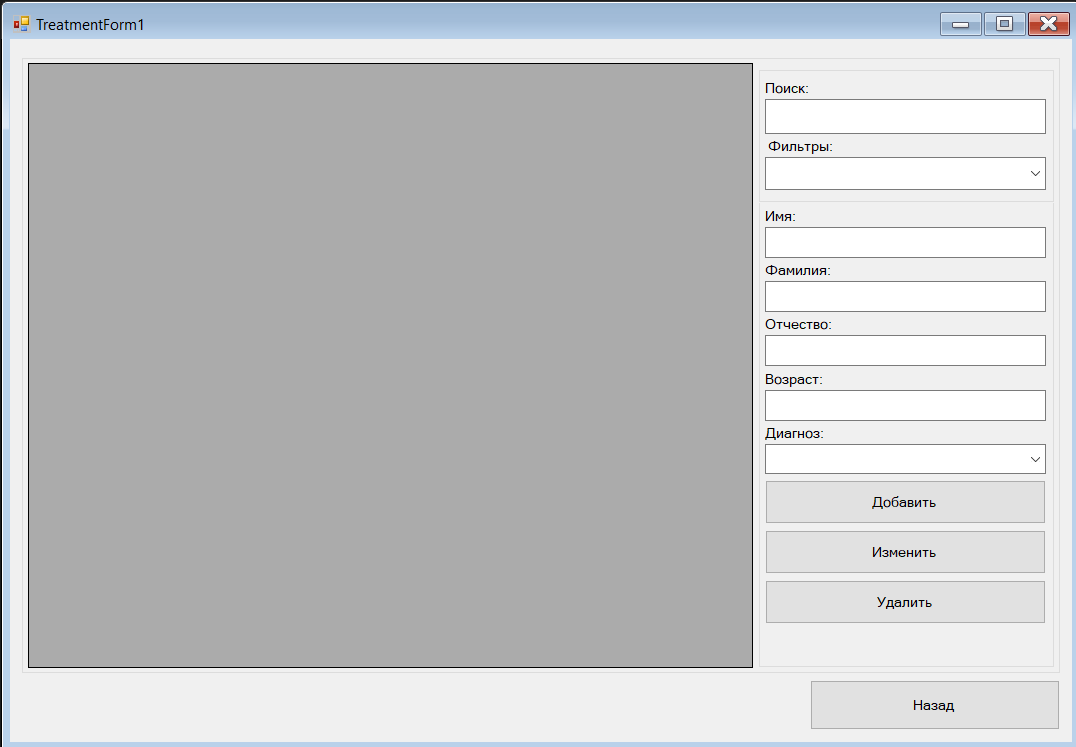 TreatmentForm1
Поиск:
Фильтры:
Имя:
Фамилия:
Отчество:
Возраст:
Диагноз:
Добавить
Изменить
Удалить
Назад